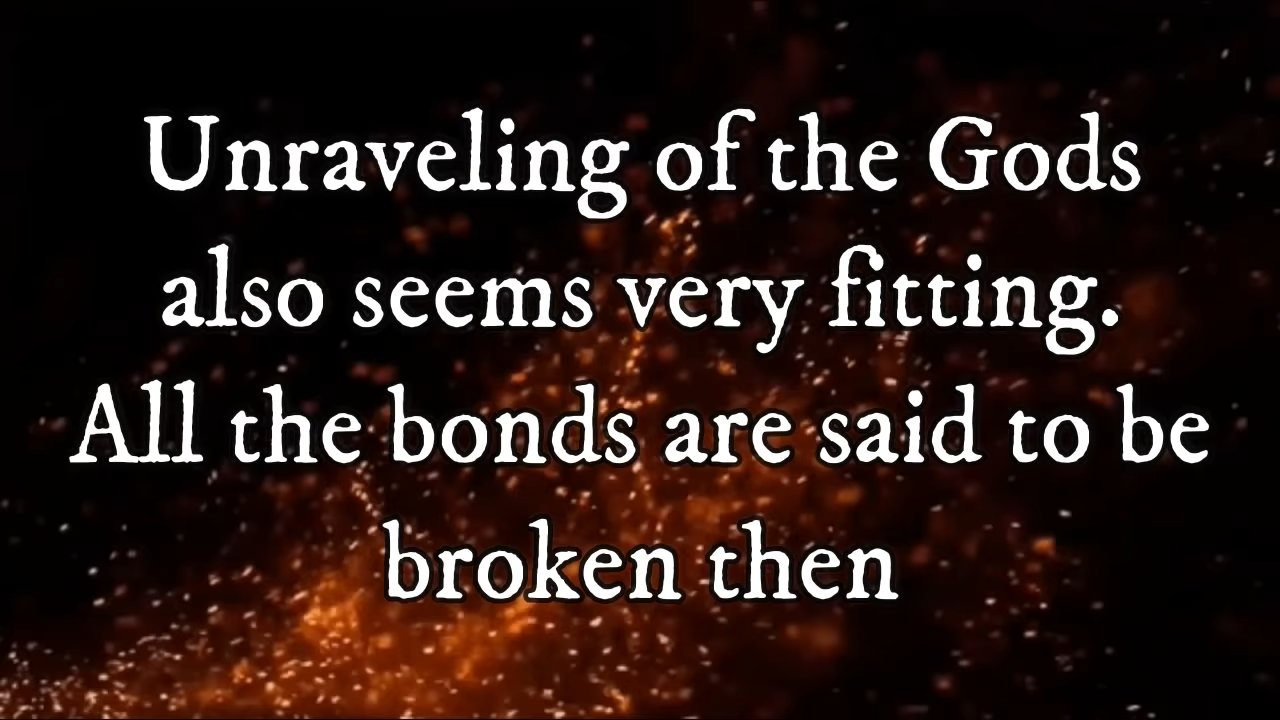 Unraveling of the Gods
also seems very fitting.
All the bonds are said to be
broken then